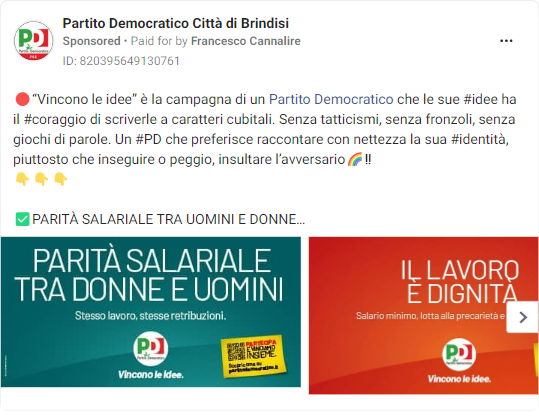 Partito Democratico Città di Brindisi
Sponsored • Paid for by Francesco Cannalire
ID: 820395649130761
🔴“Vincono le idee” è la campagna di un Partito Democratico che le sue #idee ha
il #coraggio di scriverle a caratteri cubitali. Senza tatticismi, senza fronzoli, senza
giochi di parole. Un #PD che preferisce raccontare con nettezza la sua #identità,
piuttosto che inseguire o peggio, insultare l’avversario🌈‼
👇👇👇
✅PARITÀ SALARIALE TRA UOMINI E DONNE…
PARITÀ SALARIALE
TRA DONNE E UOMINI
Stesso lavoro, stesse retribuzioni.
PD
PARTECIPA
INSIEME.
partitodemocratico.it
Vincono le idee.
IL LAVORO
È DIGNITÀ
Salario minimo, lotta alla precarietà e
PD
Vincono le idee.